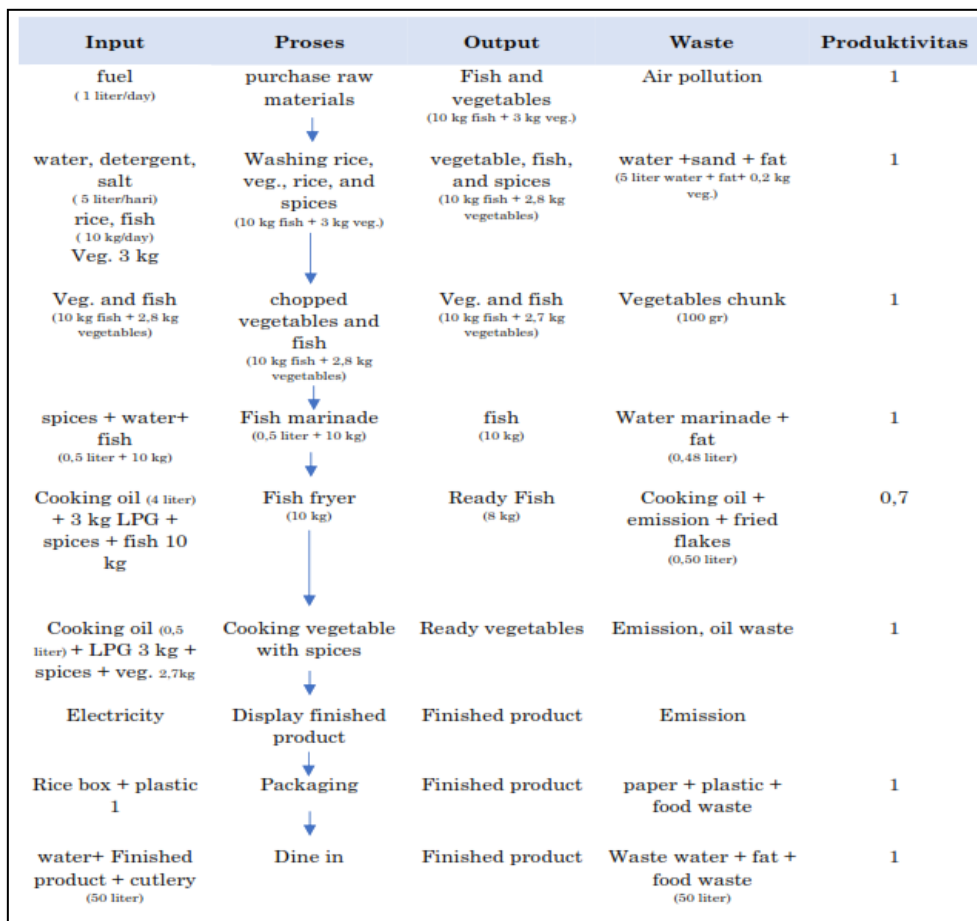 Input Proses Output Waste Produktivitas
fuel
( 1 liter/day)
purchase raw
materials
Fish and
vegetables
(10 kg fish + 3 kg veg.)
Air pollution
1
water, detergent,
salt
( 5 liter/hari)
rice, fish
( 10 kg/day)
Veg. 3 kg
Washing rice,
veg., rice, and
spices
(10 kg fish + 3 kg veg.)
vegetable, fish,
and spices
(10 kg fish + 2,8 kg
vegetables)
water +sand + fat
(5 liter water + fat+ 0,2 kg
veg.)
1
Veg. and fish
(10 kg fish + 2,8 kg
vegetables)
chopped
vegetables and
fish
(10 kg fish + 2,8 kg
vegetables)
Veg. and fish
(10 kg fish + 2,7 kg
vegetables)
Vegetables chunk
(100 gr)
1
spices + water+
fish
(0,5 liter + 10 kg)
Fish marinade
(0,5 liter + 10 kg)
fish
(10 kg)
Water marinade +
fat
(0,48 liter)
1
Cooking oil (4 liter)
+ 3 kg LPG +
spices + fish 10
kg
Fish fryer
(10 kg)
Ready Fish
(8 kg)
Cooking oil +
emission + fried
flakes
(0,50 liter)
0,7
Cooking oil (0,5
liter) + LPG 3 kg +
spices + veg. 2,7kg
Cooking vegetable
with spices
Ready vegetables
Emission, oil waste
1
Electricity
Display finished
product
Finished product
Emission
Rice box + plastic
1
Packaging
Finished product
paper + plastic +
food waste
1
water+ Finished
product + cutlery
(50 liter)
Dine in
Finished product
Waste water + fat +
food waste
(50 liter)
1